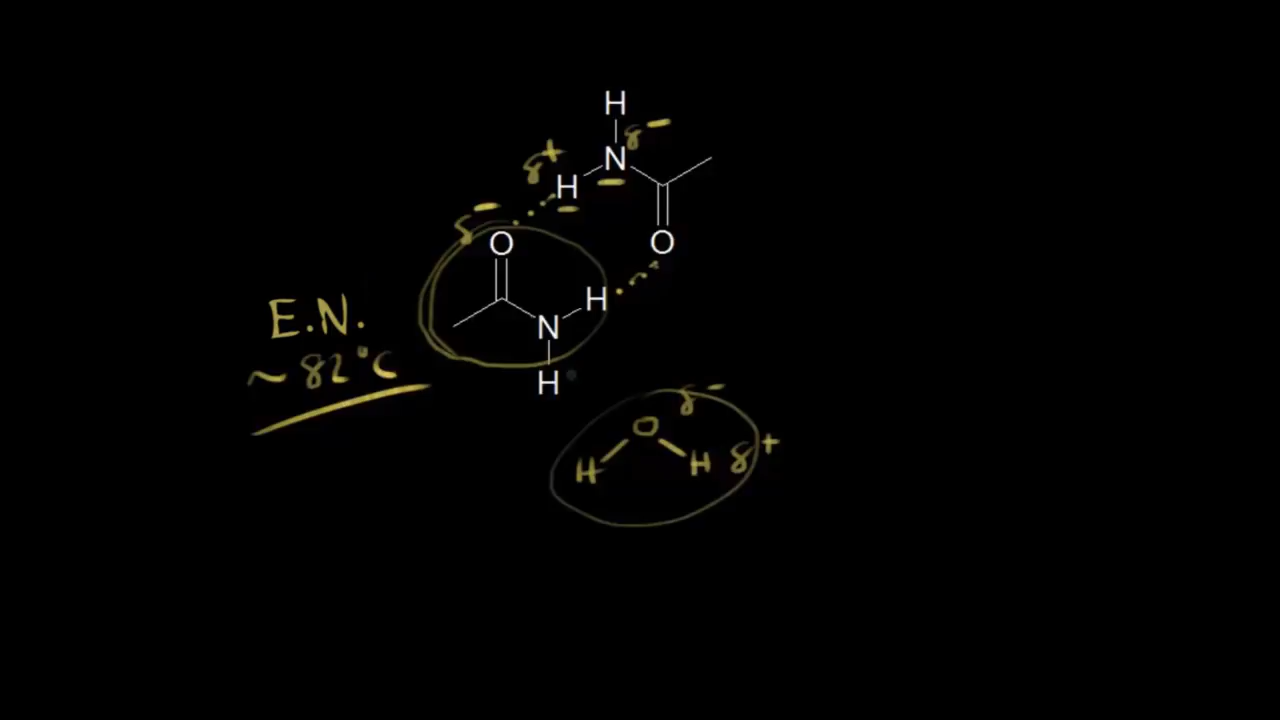 H
δ+ N δ-
H
δ-
O O
H
E.N. N
~82°C H
δ-
O
H H δ+